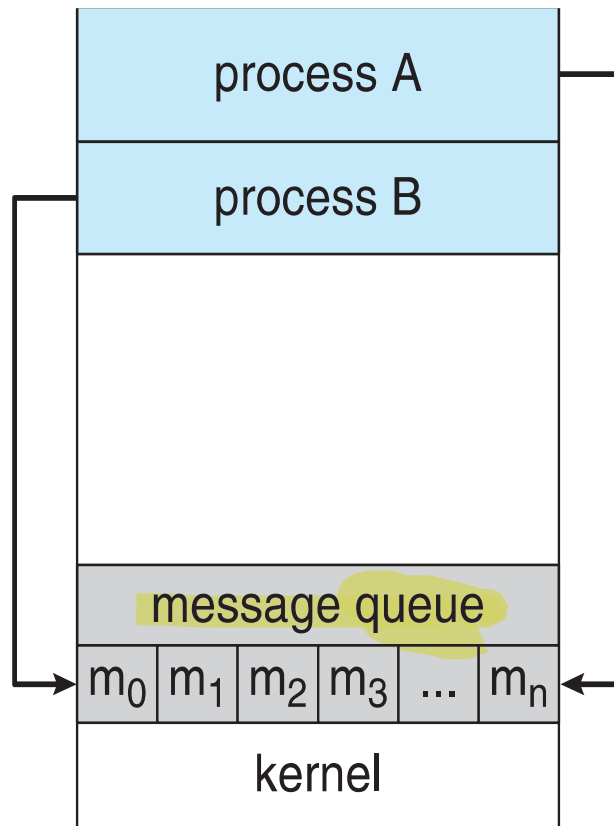 process A
process B
message queue
m₀ m₁ m₂ m₃ ... mₙ
kernel